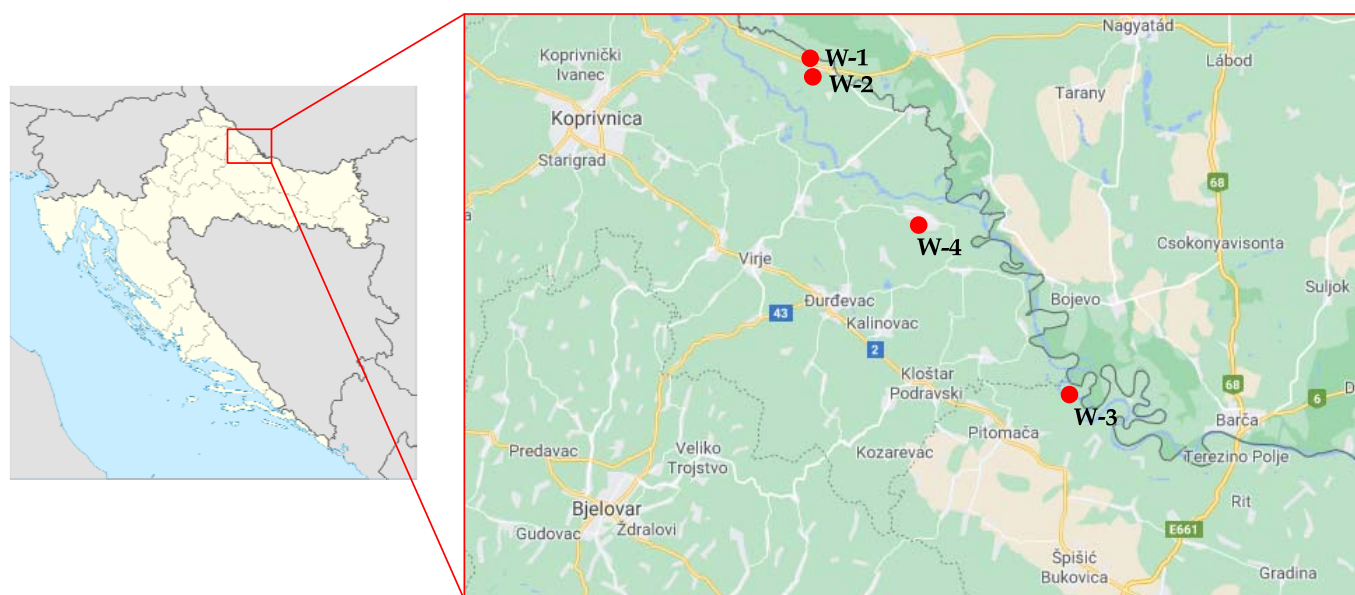 Nagyatád
Koprivnički
Ivanec
W-1
Lábod
W-2
Tarany
Koprivnica
Starigrad
68
a
W-4
Csokonyavisonta
Virje
Suljok
Bojevo
Đurđevac
43
Kalinovac
2
Kloštar
Podravski
68
6
D
W-3
Barča
Pitomača
Predavac
Veliko
Trojstvo
Kozarevac
Terezino Polje
Rit
Bjelovar
Gudovac
Ždralovi
E661
Špišić
Bukovica
Gradina